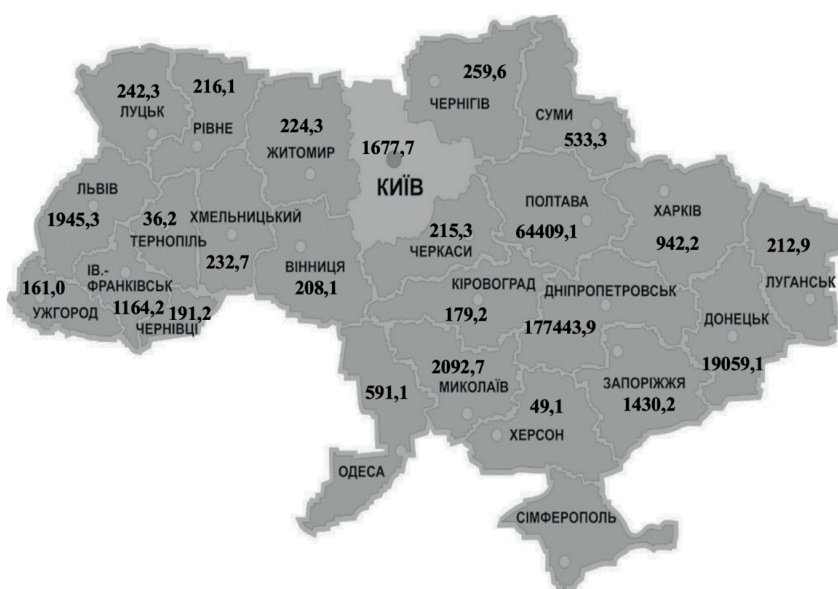 242,3
ЛУЦЬК
216,1
РІВНЕ
224,3
ЖИТОМИР
1677,7
КИЇВ
259,6
ЧЕРНІГІВ
СУМИ
533,3
ЛЬВІВ
1945,3
36,2
ТЕРНОПІЛЬ
ХМЕЛЬНИЦЬКИЙ
232,7
ВІННИЦЯ
208,1
215,3
ЧЕРКАСИ
ПОЛТАВА
64409,1
ХАРКІВ
942,2
212,9
ЛУГАНСЬК
161,0
УЖГОРОД
ІВ.-
ФРАНКІВСЬК
1164,2
191,2
ЧЕРНІВЦІ
КІРОВОГРАД
179,2
ДНІПРОПЕТРОВСЬК
177443,9
ДОНЕЦЬК
19059,1
591,1
ОДЕСА
2092,7
МИКОЛАЇВ
49,1
ХЕРСОН
ЗАПОРІЖЖЯ
1430,2
СІМФЕРОПОЛЬ